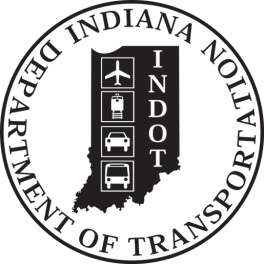 INDIANA
DEPARTMENT OF TRANSPORTATION
INDOT